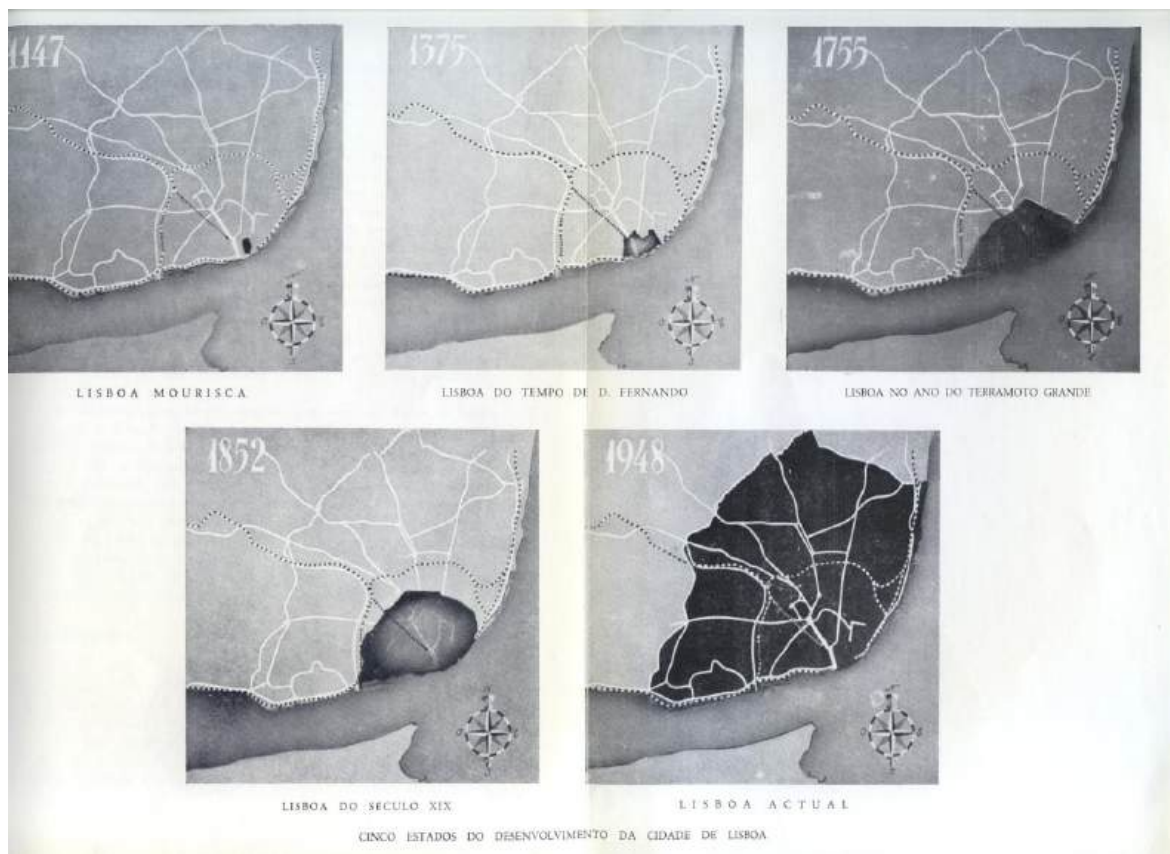 1147
1375
1755
LISBOA MOURISCA
LISBOA DO TEMPO DE D. FERNANDO
LISBOA NO ANO DO TERRAMOTO GRANDE
1852
1948
LISBOA DO SECULO XIX
LISBOA ACTUAL
CINCO ESTADOS DO DESENVOLVIMENTO DA CIDADE DE LISBOA